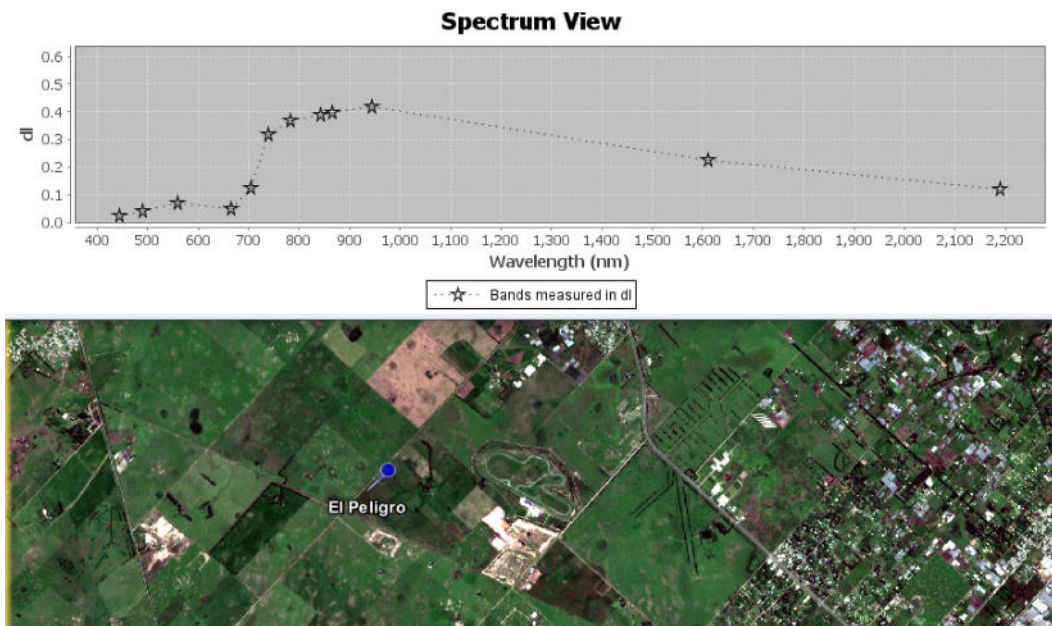 Spectrum View
dl
0.6
0.5
0.4
0.3
0.2
0.1
0.0
400 500 600 700 800 900 1,000 1,100 1,200 1,300 1,400 1,500 1,600 1,700 1,800 1,900 2,000 2,100 2,200
Wavelength (nm)
Bands measured in dl
El Peligro